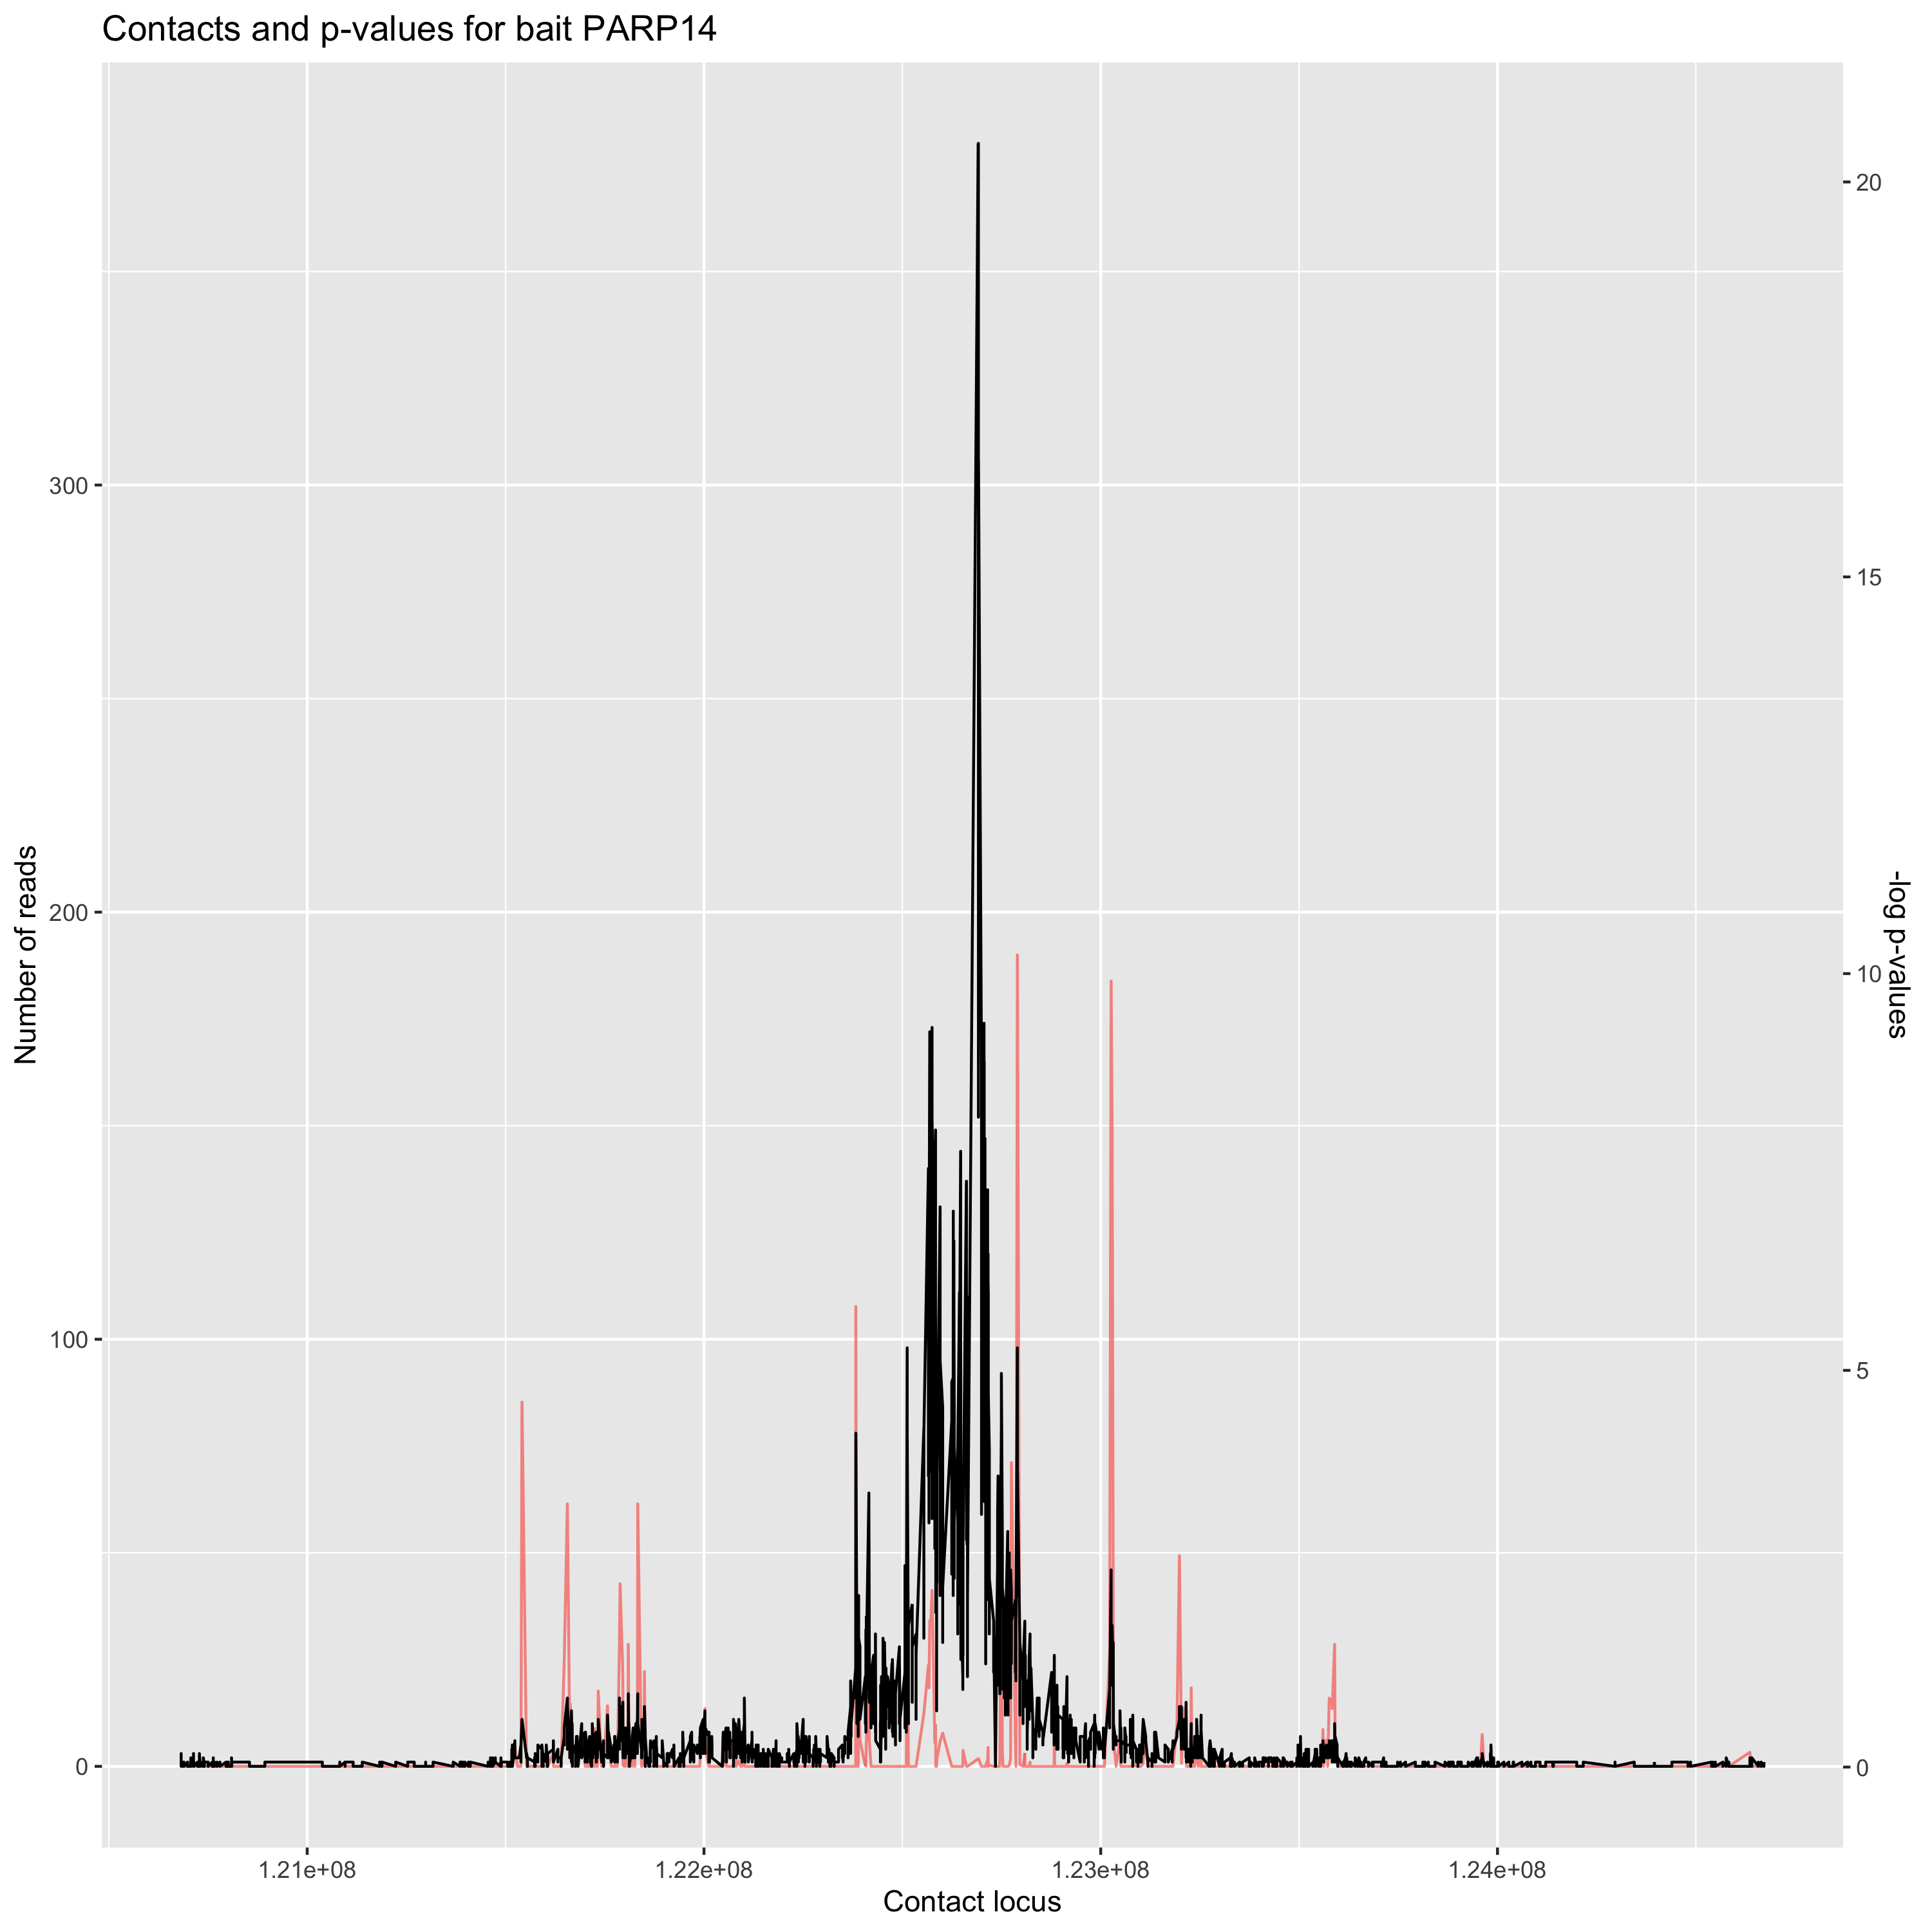 Contacts and p-values for bait PARP14
Number of reads
300
200
100
0
20
15
10
5
0
-log p-values
1.21e+08
1.22e+08
1.23e+08
1.24e+08
Contact locus